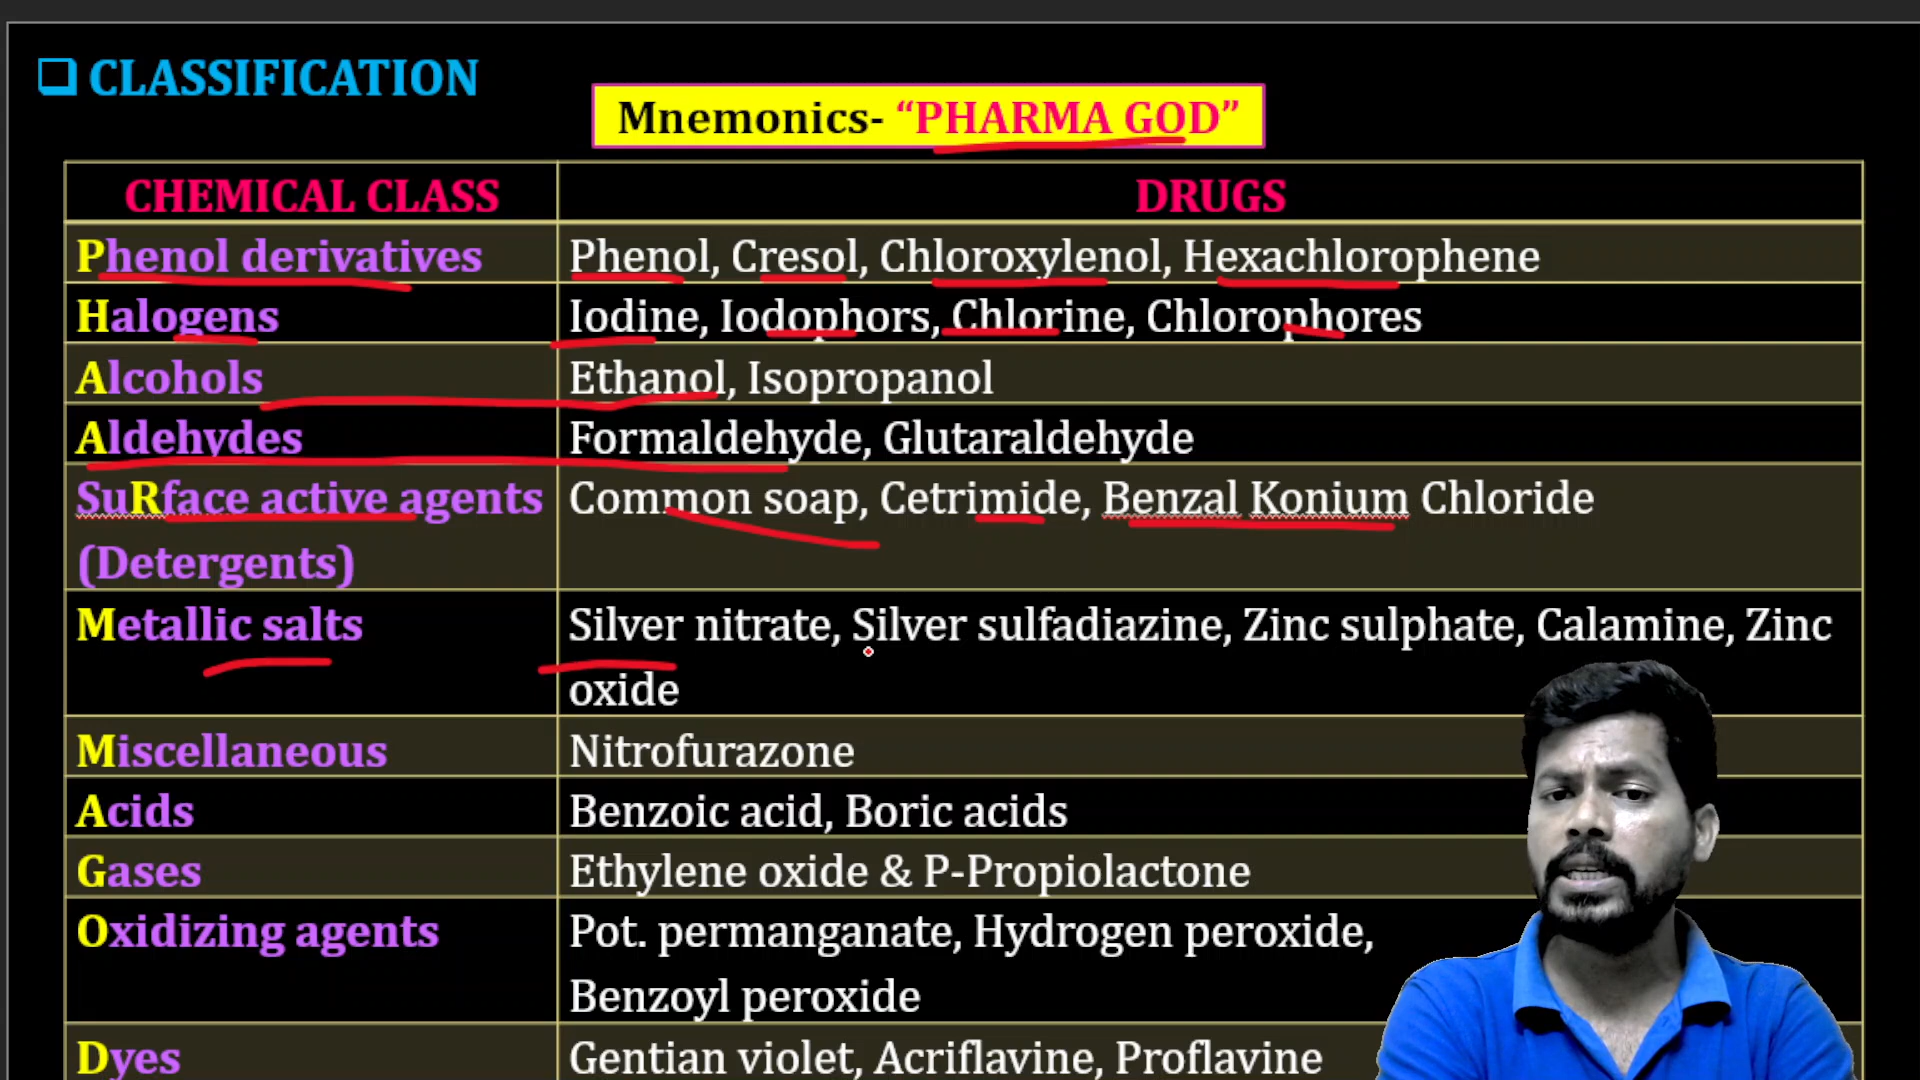 CLASSIFICATION
Mnemonics- “PHARMA GOD”
CHEMICAL CLASS DRUGS
Phenol derivatives Phenol, Cresol, Chloroxylenol, Hexachlorophene
Halogens Iodine, Iodophors, Chlorine, Chlorophores
Alcohols Ethanol, Isopropanol
Aldehydes Formaldehyde, Glutaraldehyde
SuRface active agents Common soap, Cetrimide, Benzal Konium Chloride
(Detergents)
Metallic salts Silver nitrate, Silver sulfadiazine, Zinc sulphate, Calamine, Zinc
oxide
Miscellaneous Nitrofurazone
Acids Benzoic acid, Boric acids
Gases Ethylene oxide & P-Propiolactone
Oxidizing agents Pot. permanganate, Hydrogen peroxide,
Benzoyl peroxide
Dyes Gentian violet, Acriflavine, Proflavine